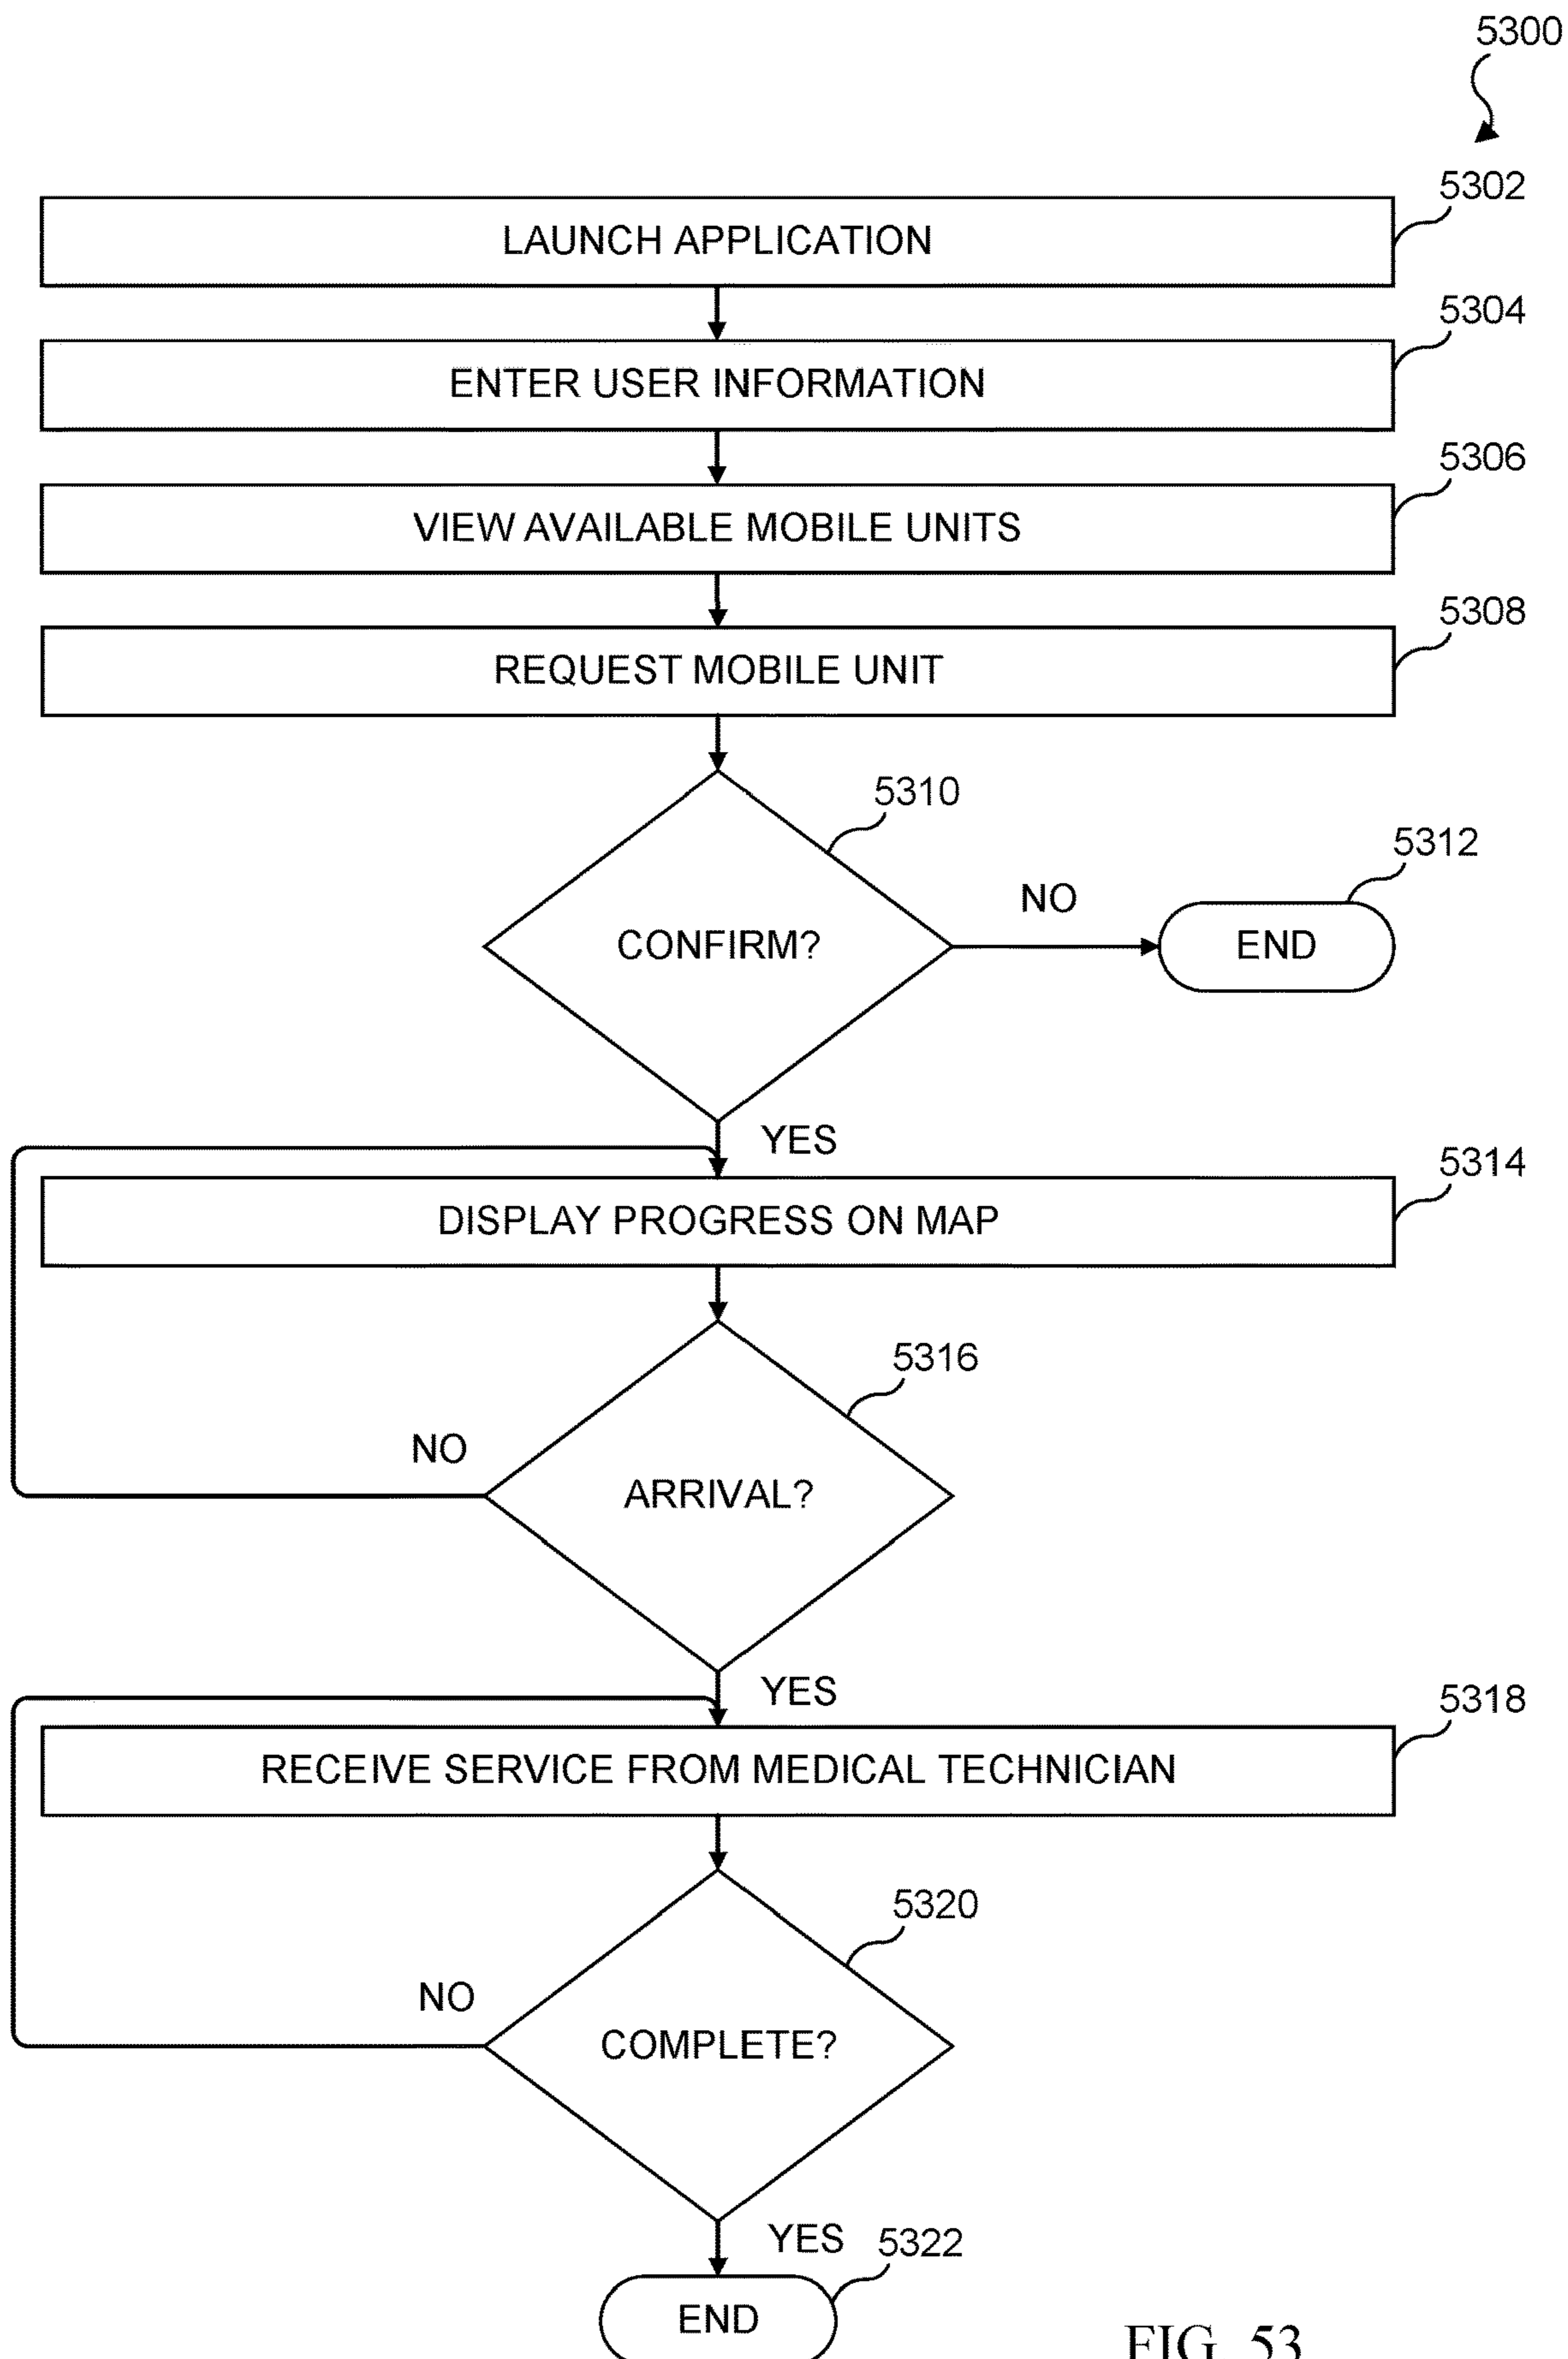 5300
5302
LAUNCH APPLICATION
5304
ENTER USER INFORMATION
5306
VIEW AVAILABLE MOBILE UNITS
5308
REQUEST MOBILE UNIT
5310
5312
NO
CONFIRM?
END
YES
5314
DISPLAY PROGRESS ON MAP
5316
NO
ARRIVAL?
YES
5318
RECEIVE SERVICE FROM MEDICAL TECHNICIAN
5320
NO
COMPLETE?
YES
5322
END
FIG. 53